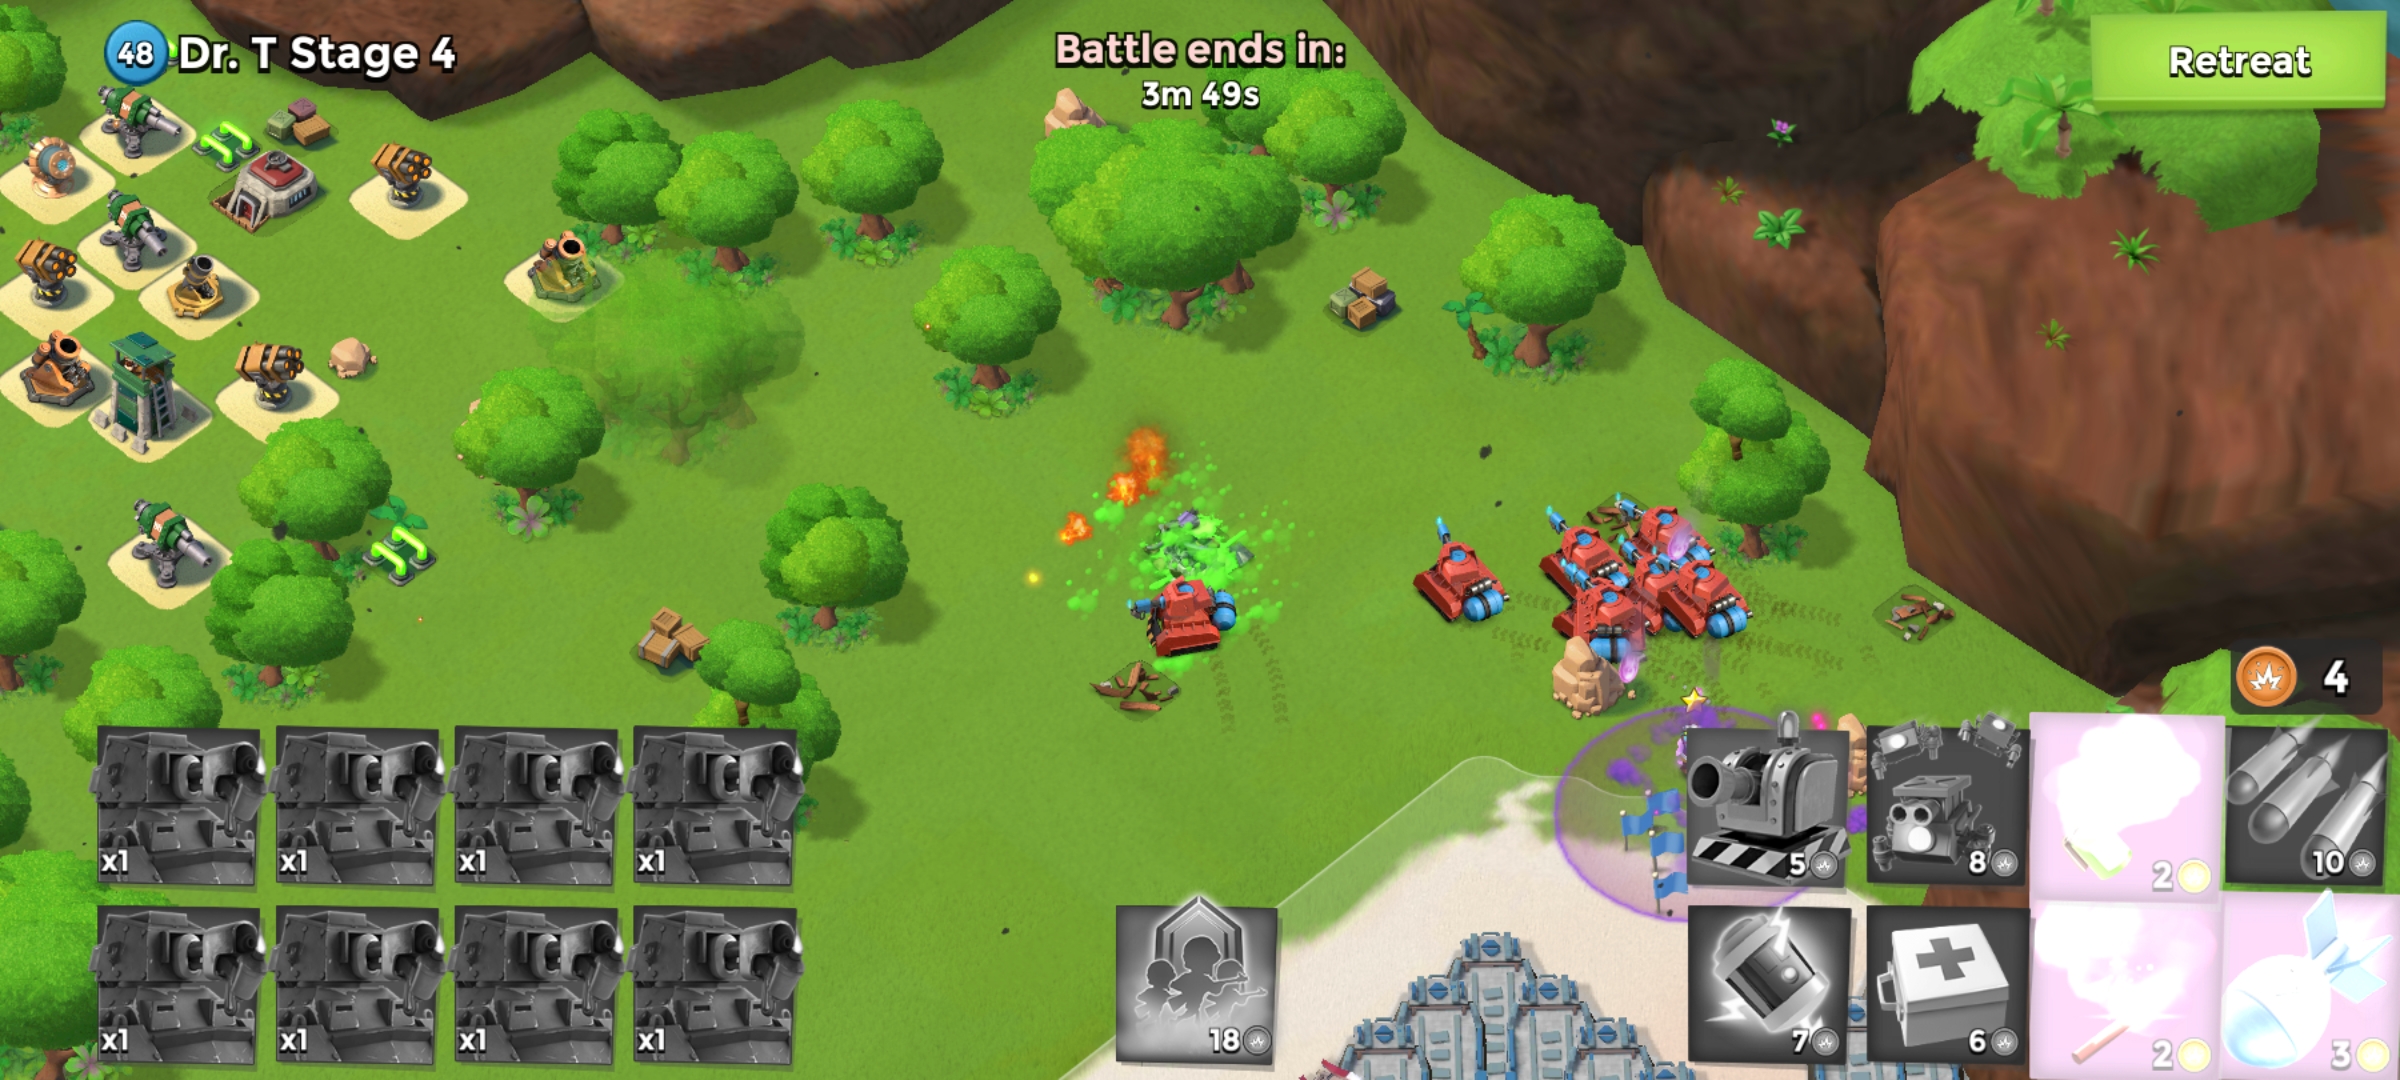 48 Dr. T Stage 4
Battle ends in:
3m 49s
Retreat
4
x1 x1 x1 x1
5 8 2 10
x1 x1 x1 x1
18 7 6 2 3